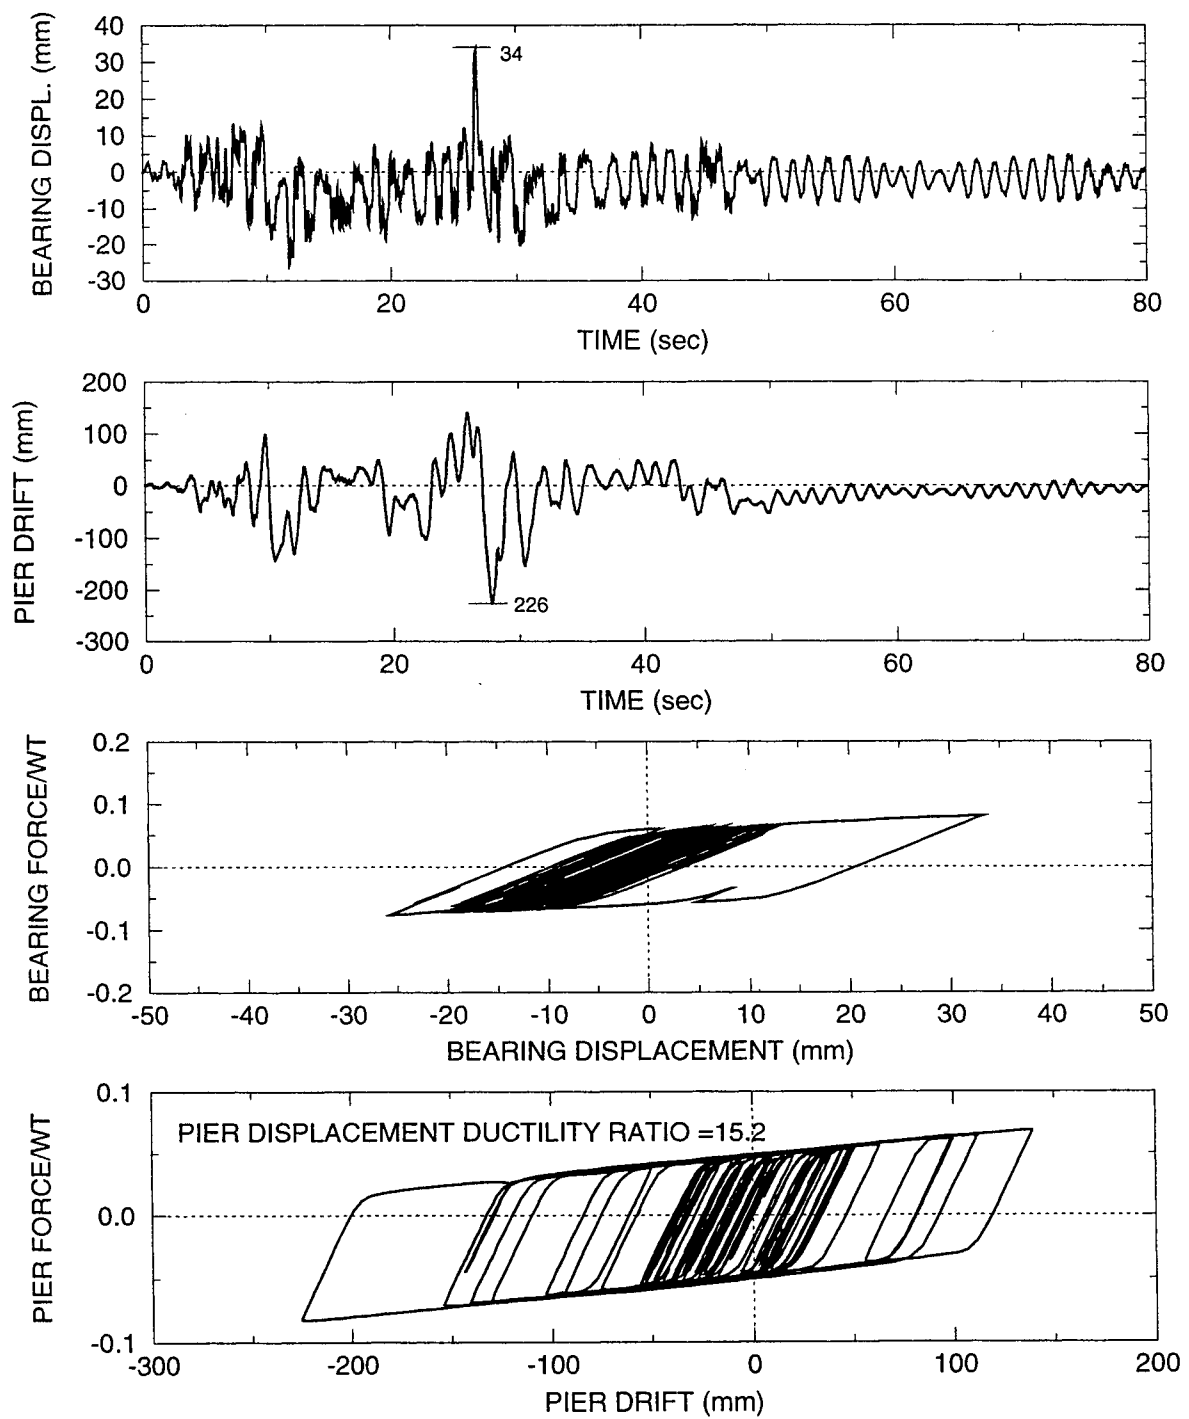 40
30
20
10
0
-10
-20
-30
BEARING DISPL. (mm)
34
0 20 40 60 80
TIME (sec)
200
100
0
-100
-200
-300
PIER DRIFT (mm)
226
0 20 40 60 80
TIME (sec)
0.2
0.1
0.0
-0.1
-0.2
BEARING FORCE/WT
-50 -40 -30 -20 -10 0 10 20 30 40 50
BEARING DISPLACEMENT (mm)
0.1
0.0
-0.1
PIER FORCE/WT
PIER DISPLACEMENT DUCTILITY RATIO =15.2
-300 -200 -100 0 100 200
PIER DRIFT (mm)